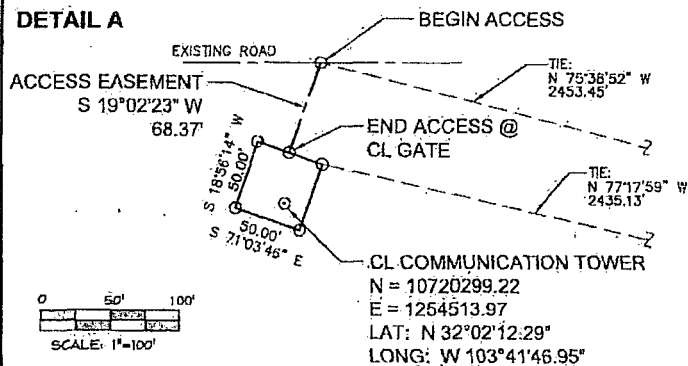 DETAIL A
BEGIN ACCESS
EXISTING ROAD
TIE:
N 75°38'52" W
2453.45'
ACCESS EASEMENT
S 19°02'23" W
68.37'
END ACCESS @
CL GATE
S 18°56'14" W
50.00'
TIE:
N 77°17'59" W
2435.13'
50.00'
S 71°03'46" E
CL COMMUNICATION TOWER
N = 10720299.22
E = 1254513.97
LAT: N 32°02'12.29"
LONG: W 103°41'46.95"
0 50' 100'
SCALE: 1"=100'